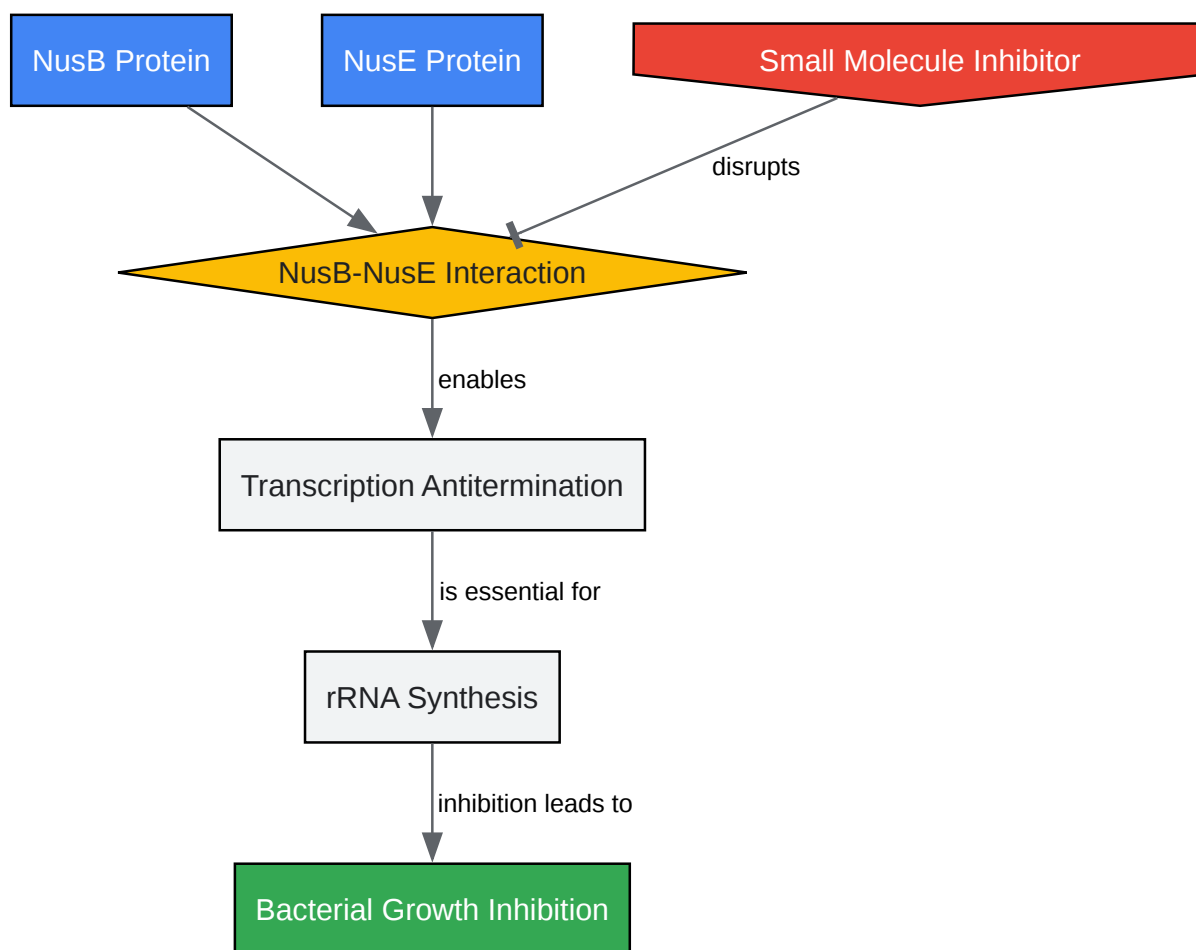 NusB Protein
NusE Protein
Small Molecule Inhibitor
disrupts
NusB-NusE Interaction
enables
Transcription Antitermination
is essential for
rRNA Synthesis
inhibition leads to
Bacterial Growth Inhibition